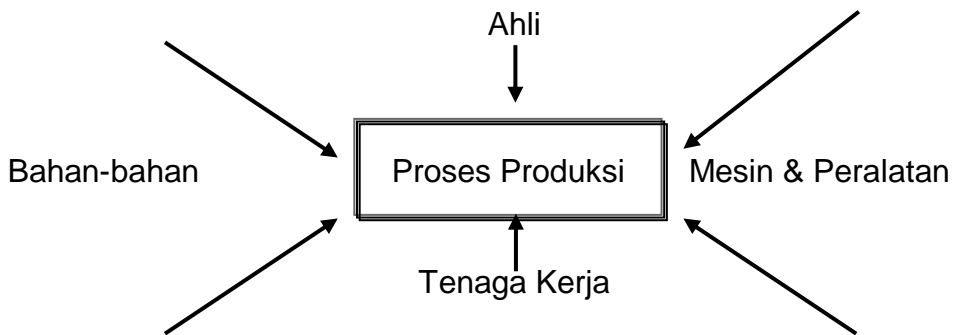 Ahli
Bahan-bahan
Proses Produksi
Mesin & Peralatan
Tenaga Kerja